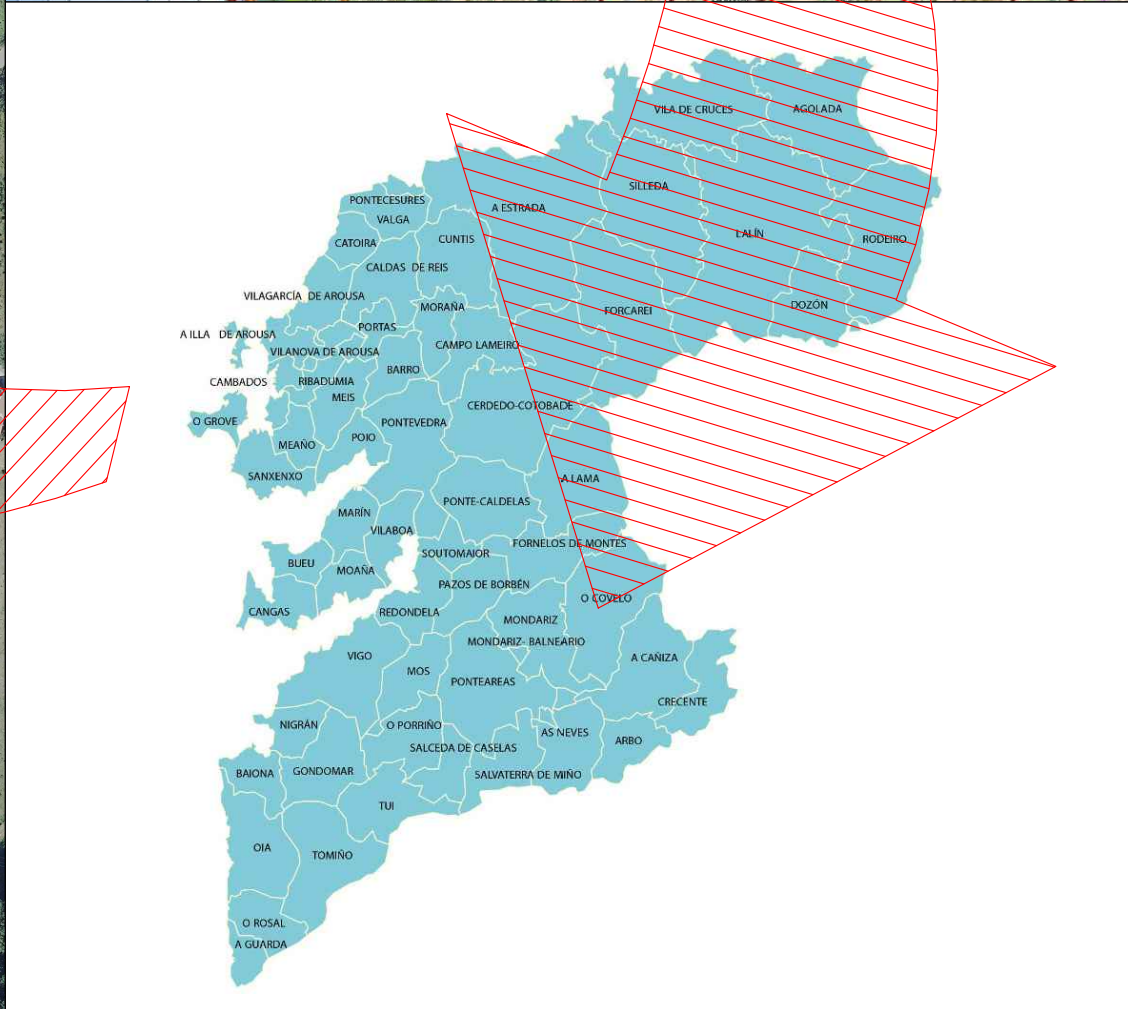 VILA DE CRUCES
AGOLADA
SILLEDA
PONTECESURES
A ESTRADA
VALGA
LALÍN
CUNTIS
CATOIRA
RODEIRO
CALDAS DE REIS
VILAGARCÍA DE AROUSA
DOZÓN
MORAÑA
FORCAREI
PORTAS
A ILLA DE AROUSA
CAMPO LAMEIRO
VILANOVA DE AROUSA
BARRO
CAMBADOS
RIBADUMIA
MEIS
CERDEDO-COTOBADE
O GROVE
PONTEVEDRA
POIO
MEAÑO
SANXENXO
A LAMA
PONTE-CALDELAS
MARÍN
VILABOA
FORNELOS DE MONTES
SOUTOMAIOR
BUEU
MOAÑA
PAZOS DE BORBÉN
O COVELO
CANGAS
REDONDELA
MONDARIZ
MONDARIZ- BALNEARIO
VIGO
A CAÑIZA
MOS
PONTEAREAS
CRECENTE
NIGRÁN
O PORRIÑO
AS NEVES
ARBO
SALCEDA DE CASELAS
BAIONA
GONDOMAR
SALVATERRA DE MIÑO
TUI
OIA
TOMIÑO
O ROSAL
A GUARDA